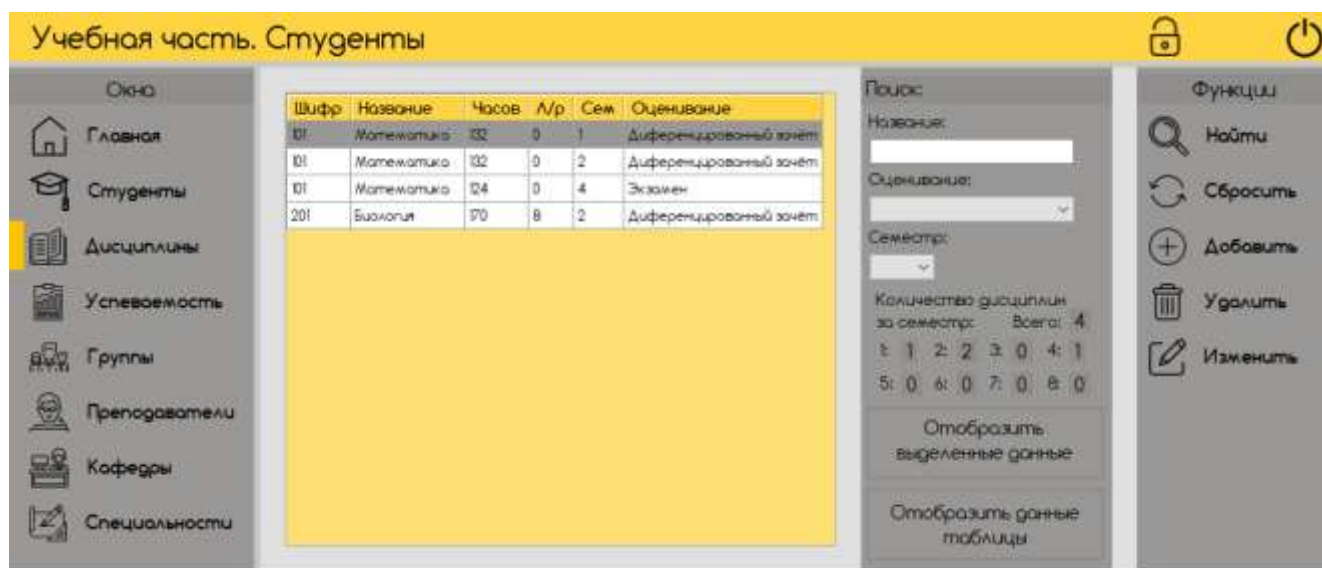 Учебная часть. Студенты
Окна
Главная
Студенты
Дисциплины
Успеваемость
Группы
Преподаватели
Кафедры
Специальности
Шифр Название Часов Л/р Сем Оценивание
101 Математика 132 0 1 Диференцированный зачёт
101 Математика 132 0 2 Диференцированный зачёт
101 Математика 124 0 4 Экзамен
201 Биология 170 8 2 Диференцированный зачёт
Поиск:
Название:
Оценивание:
Семестр:
Количество дисциплин
за семестр: Всего: 4
1: 1 2: 2 3: 0 4: 1
5: 0 6: 0 7: 0 8: 0
Отобразить
выделенные данные
Отобразить данные
таблицы
Функции
Найти
Сбросить
Добавить
Удалить
Изменить